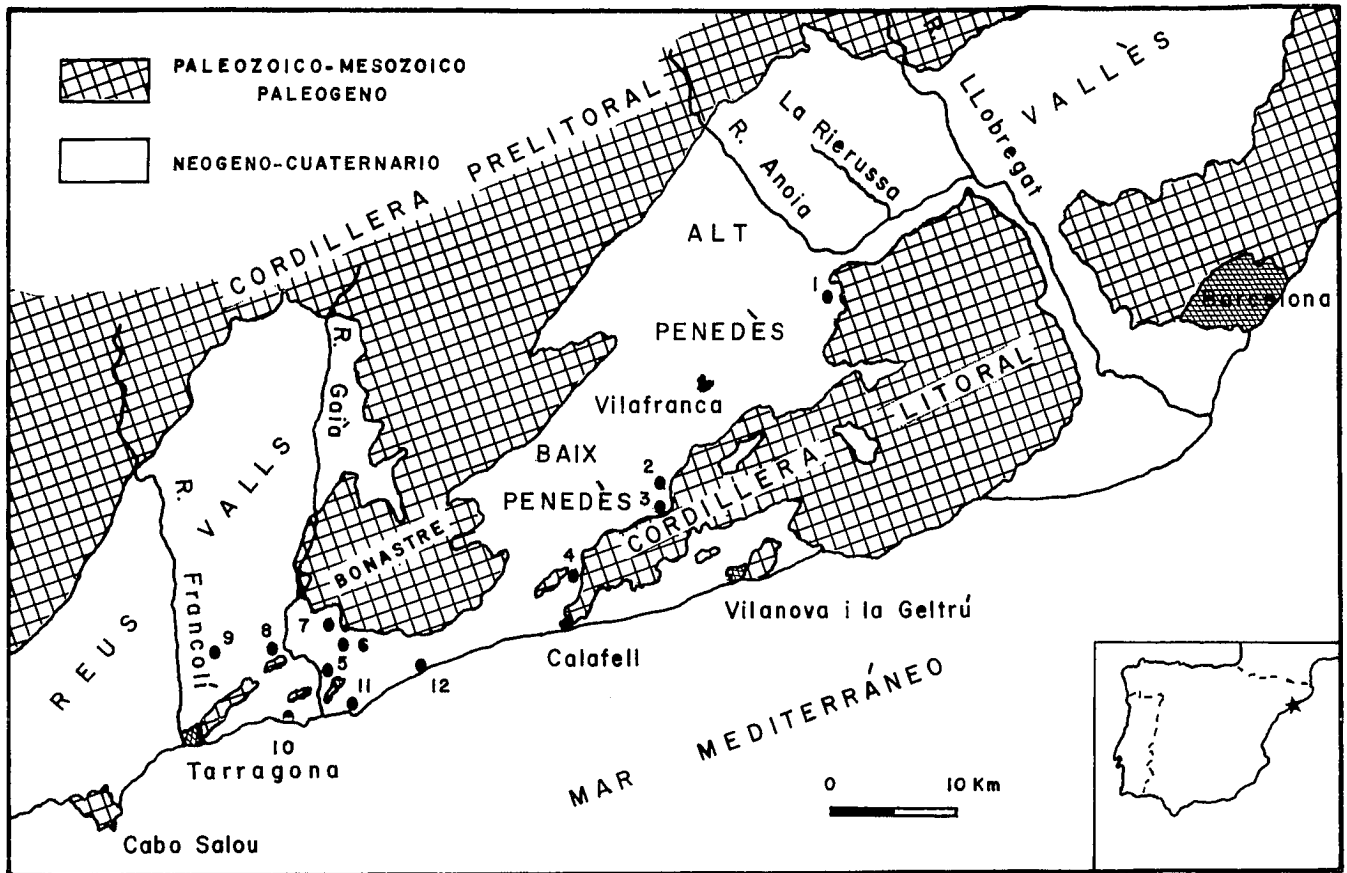 PALEOZOICO-MESOZOICO
PALEOGENO
NEOGENO-CUATERNARIO
CORDILLERA PRELITORAL
R.
LLobregat
VALLÈS
La Rierussa
R. Anoia
ALT
PENEDÈS
1
Barcelona
Vilafranca
R. Gaià
VALLS
R. Francolí
REUS
BAIX
PENEDÈS
2
3
CORDILLERA LITORAL
BONASTRE
4
Vilanova i la Geltrú
Calafell
7
6
5
8
9
11
12
10
Tarragona
MAR MEDITERRÁNEO
0 10 Km
Cabo Salou